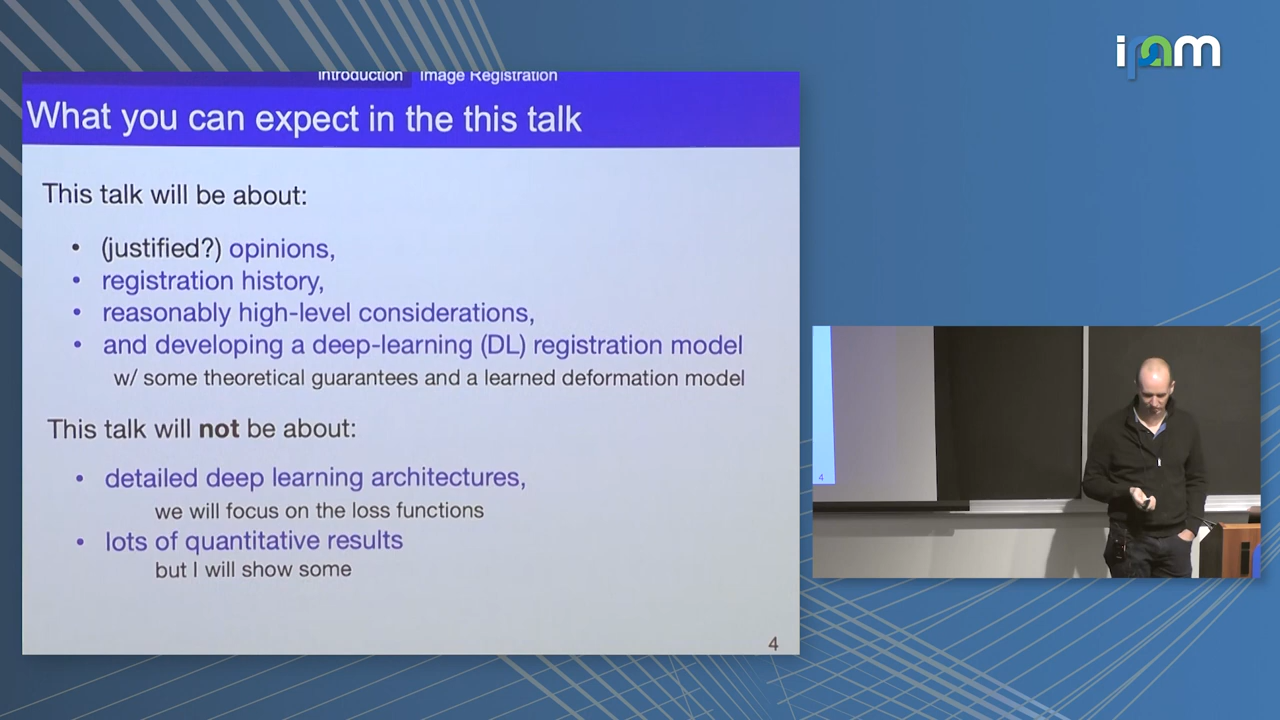 ipam
Introduction Image Registration
What you can expect in the this talk
This talk will be about:
• (justified?) opinions,
• registration history,
• reasonably high-level considerations,
• and developing a deep-learning (DL) registration model
w/ some theoretical guarantees and a learned deformation model
This talk will not be about:
• detailed deep learning architectures,
we will focus on the loss functions
• lots of quantitative results
but I will show some
4
4